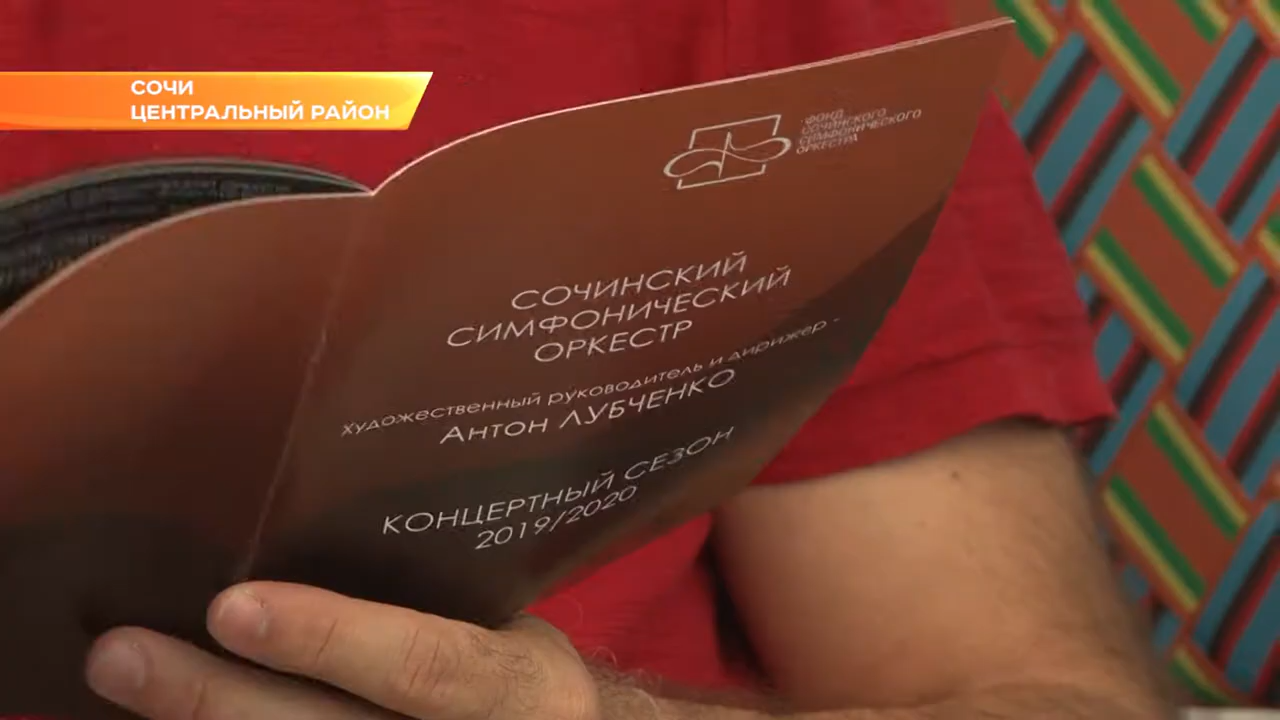 СОЧИ
ЦЕНТРАЛЬНЫЙ РАЙОН
ФОНД
СОЧИНСКОГО
СИМФОНИЧЕСКОГО
ОРКЕСТРА
СОЧИНСКИЙ
СИМФОНИЧЕСКИЙ
ОРКЕСТР
художественный руководитель и дирижер -
Антон ЛУБЧЕНКО
КОНЦЕРТНЫЙ СЕЗОН
2019/2020